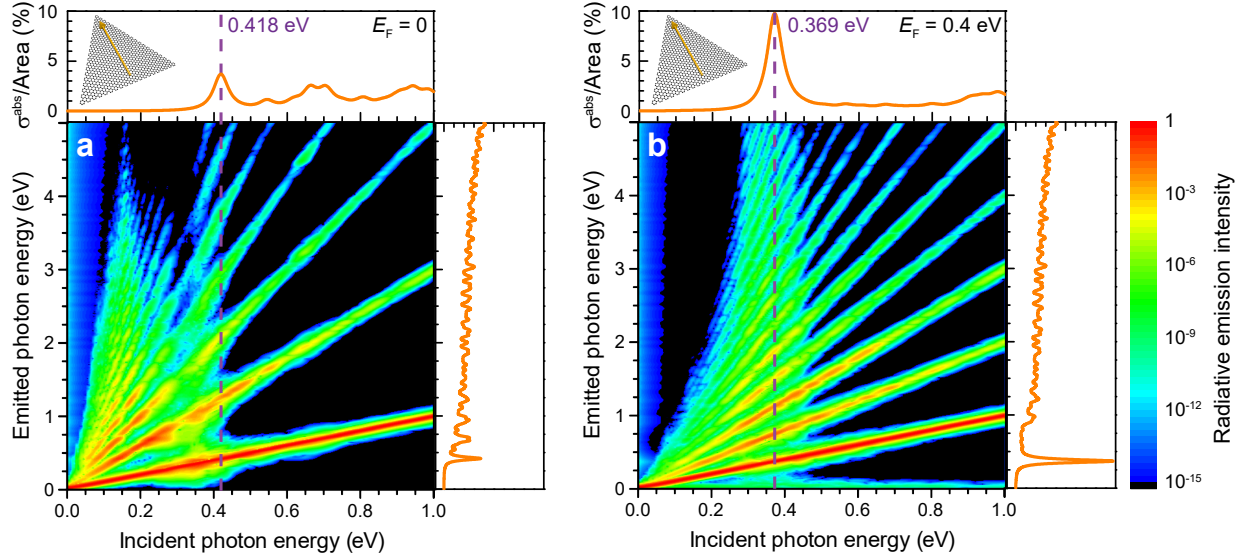 σᵃᵇˢ/Area (%)
10
5
0
0.418 eV
E_F = 0
a
Emitted photon energy (eV)
4
3
2
1
0
0.0 0.2 0.4 0.6 0.8 1.0
Incident photon energy (eV)
σᵃᵇˢ/Area (%)
10
5
0
0.369 eV
E_F = 0.4 eV
b
Emitted photon energy (eV)
4
3
2
1
0
0.0 0.2 0.4 0.6 0.8 1.0
Incident photon energy (eV)
1
10⁻³
10⁻⁶
10⁻⁹
10⁻¹²
10⁻¹⁵
Radiative emission intensity